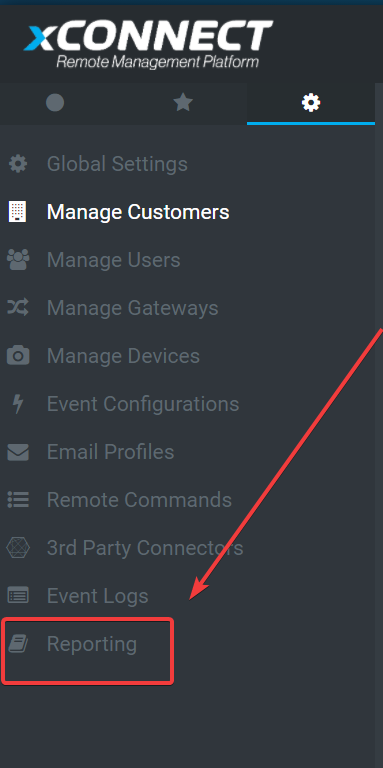 xCONNECT
Remote Management Platform
Global Settings
Manage Customers
Manage Users
Manage Gateways
Manage Devices
Event Configurations
Email Profiles
Remote Commands
3rd Party Connectors
Event Logs
Reporting